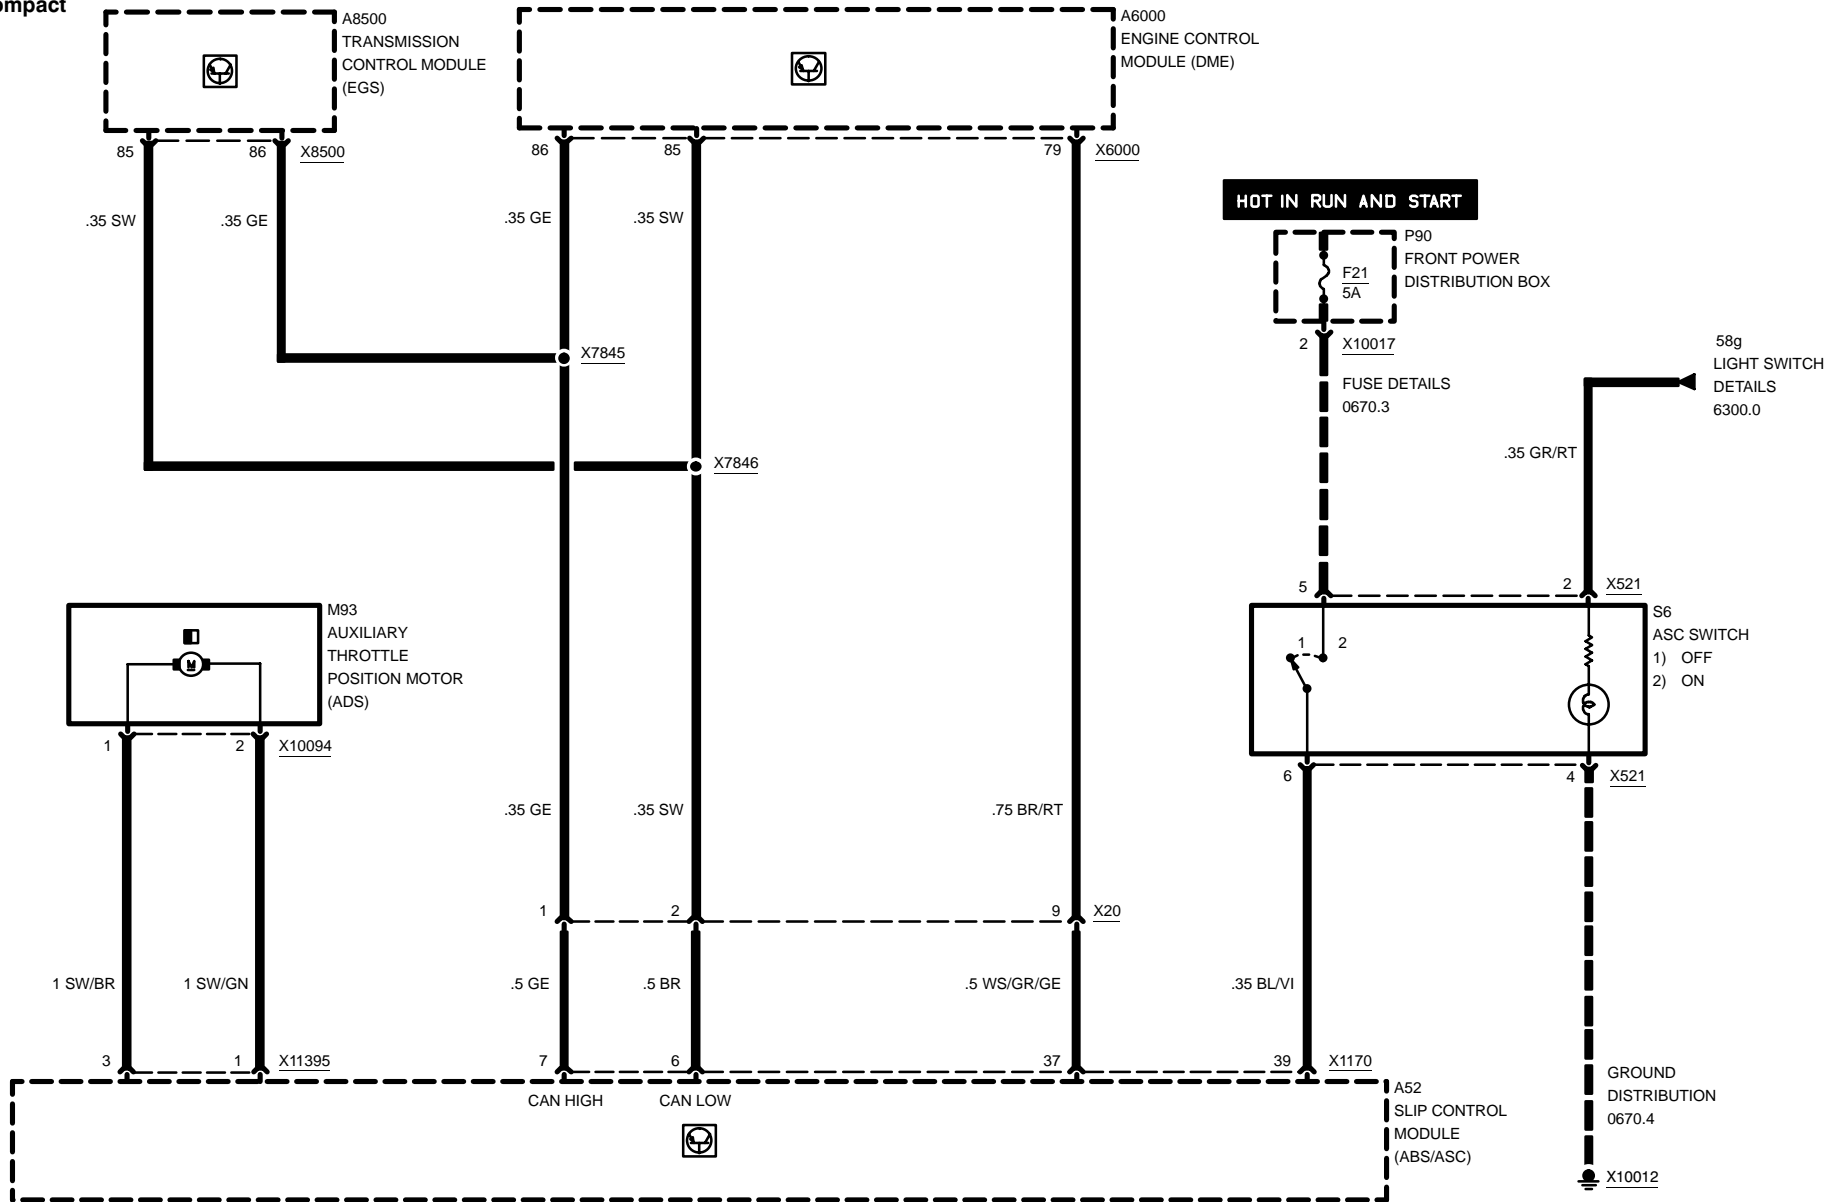 ompact
A8500
TRANSMISSION
CONTROL MODULE
(EGS)
A6000
ENGINE CONTROL
MODULE (DME)
85
86
X8500
86
85
79
X6000
.35 SW
.35 GE
.35 GE
.35 SW
HOT IN RUN AND START
P90
FRONT POWER
DISTRIBUTION BOX
F21
5A
2
X10017
FUSE DETAILS
0670.3
58g
LIGHT SWITCH
DETAILS
6300.0
X7845
X7846
.35 GR/RT
5
2
X521
S6
ASC SWITCH
1) OFF
2) ON
1
2
6
4
X521
M93
AUXILIARY
THROTTLE
POSITION MOTOR
(ADS)
M
1
2
X10094
.35 GE
.35 SW
.75 BR/RT
1
2
9
X20
1 SW/BR
1 SW/GN
.5 GE
.5 BR
.5 WS/GR/GE
.35 BL/VI
3
1
X11395
7
6
37
39
X1170
CAN HIGH
CAN LOW
A52
SLIP CONTROL
MODULE
(ABS/ASC)
GROUND
DISTRIBUTION
0670.4
X10012